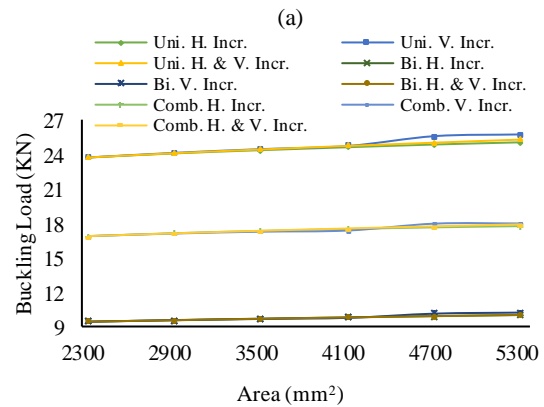 (a)
Uni. H. Incr. Uni. V. Incr.
Uni. H. & V. Incr. Bi. H. Incr.
Bi. V. Incr. Bi. H. & V. Incr.
Comb. H. Incr. Comb. V. Incr.
Comb. H. & V. Incr.
27
24
21
18
15
12
9
Buckling Load (KN)
2300 2900 3500 4100 4700 5300
Area (mm²)